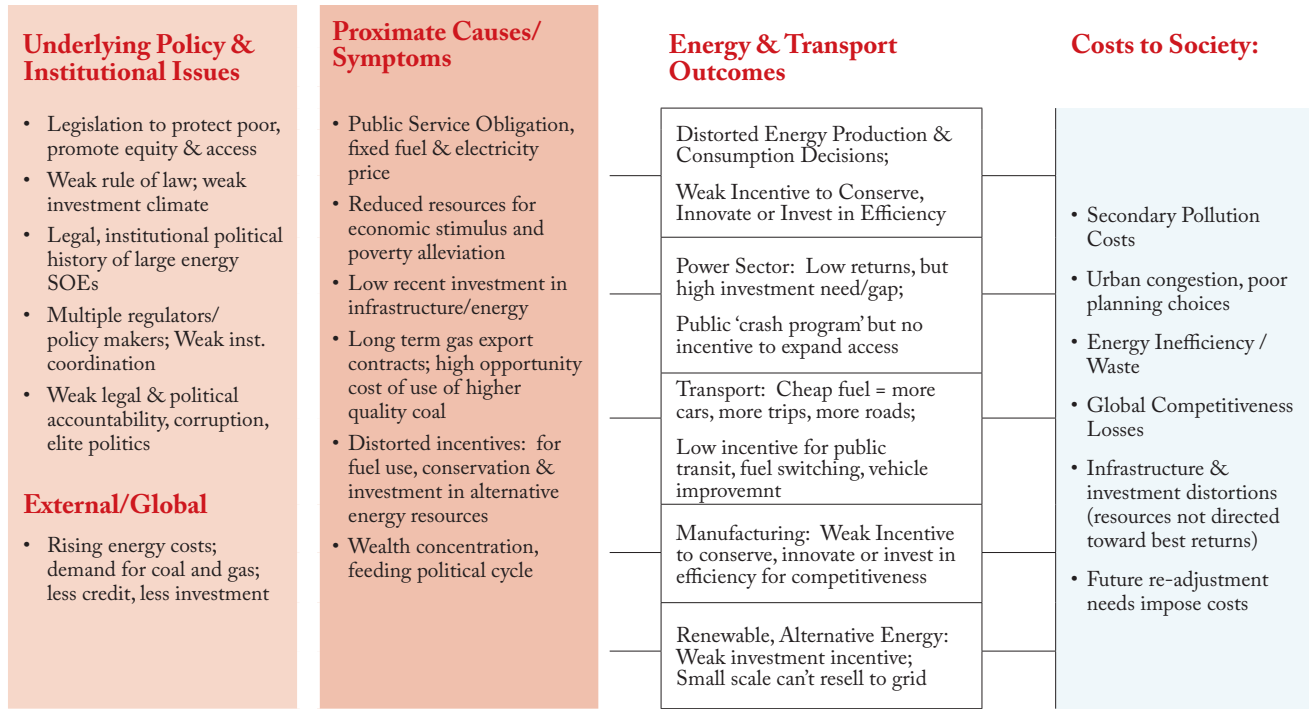 Underlying Policy &
Institutional Issues
• Legislation to protect poor,
promote equity & access
• Weak rule of law; weak
investment climate
• Legal, institutional political
history of large energy
SOEs
• Multiple regulators/
policy makers; Weak inst.
coordination
• Weak legal & political
accountability, corruption,
elite politics
External/Global
• Rising energy costs;
demand for coal and gas;
less credit, less investment
Proximate Causes/
Symptoms
• Public Service Obligation,
fixed fuel & electricity
price
• Reduced resources for
economic stimulus and
poverty alleviation
• Low recent investment in
infrastructure/energy
• Long term gas export
contracts; high opportunity
cost of use of higher
quality coal
• Distorted incentives: for
fuel use, conservation &
investment in alternative
energy resources
• Wealth concentration,
feeding political cycle
Energy & Transport
Outcomes
Distorted Energy Production &
Consumption Decisions;
Weak Incentive to Conserve,
Innovate or Invest in Efficiency
Power Sector: Low returns, but
high investment need/gap;
Public ‘crash program’ but no
incentive to expand access
Transport: Cheap fuel = more
cars, more trips, more roads;
Low incentive for public
transit, fuel switching, vehicle
improvemnt
Manufacturing: Weak Incentive
to conserve, innovate or invest in
efficiency for competitiveness
Renewable, Alternative Energy:
Weak investment incentive;
Small scale can’t resell to grid
Costs to Society:
• Secondary Pollution
Costs
• Urban congestion, poor
planning choices
• Energy Inefficiency /
Waste
• Global Competitiveness
Losses
• Infrastructure &
investment distortions
(resources not directed
toward best returns)
• Future re-adjustment
needs impose costs